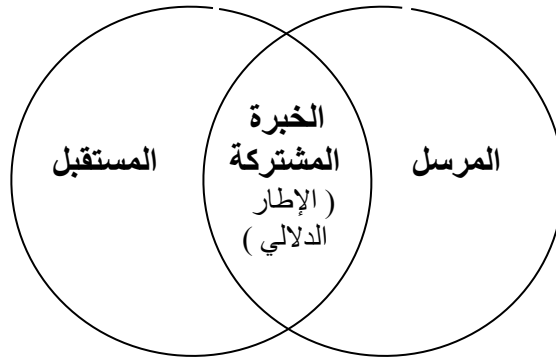 المرسل
الخبرة
المشتركة
( الإطار
الدلالي )
المستقبل